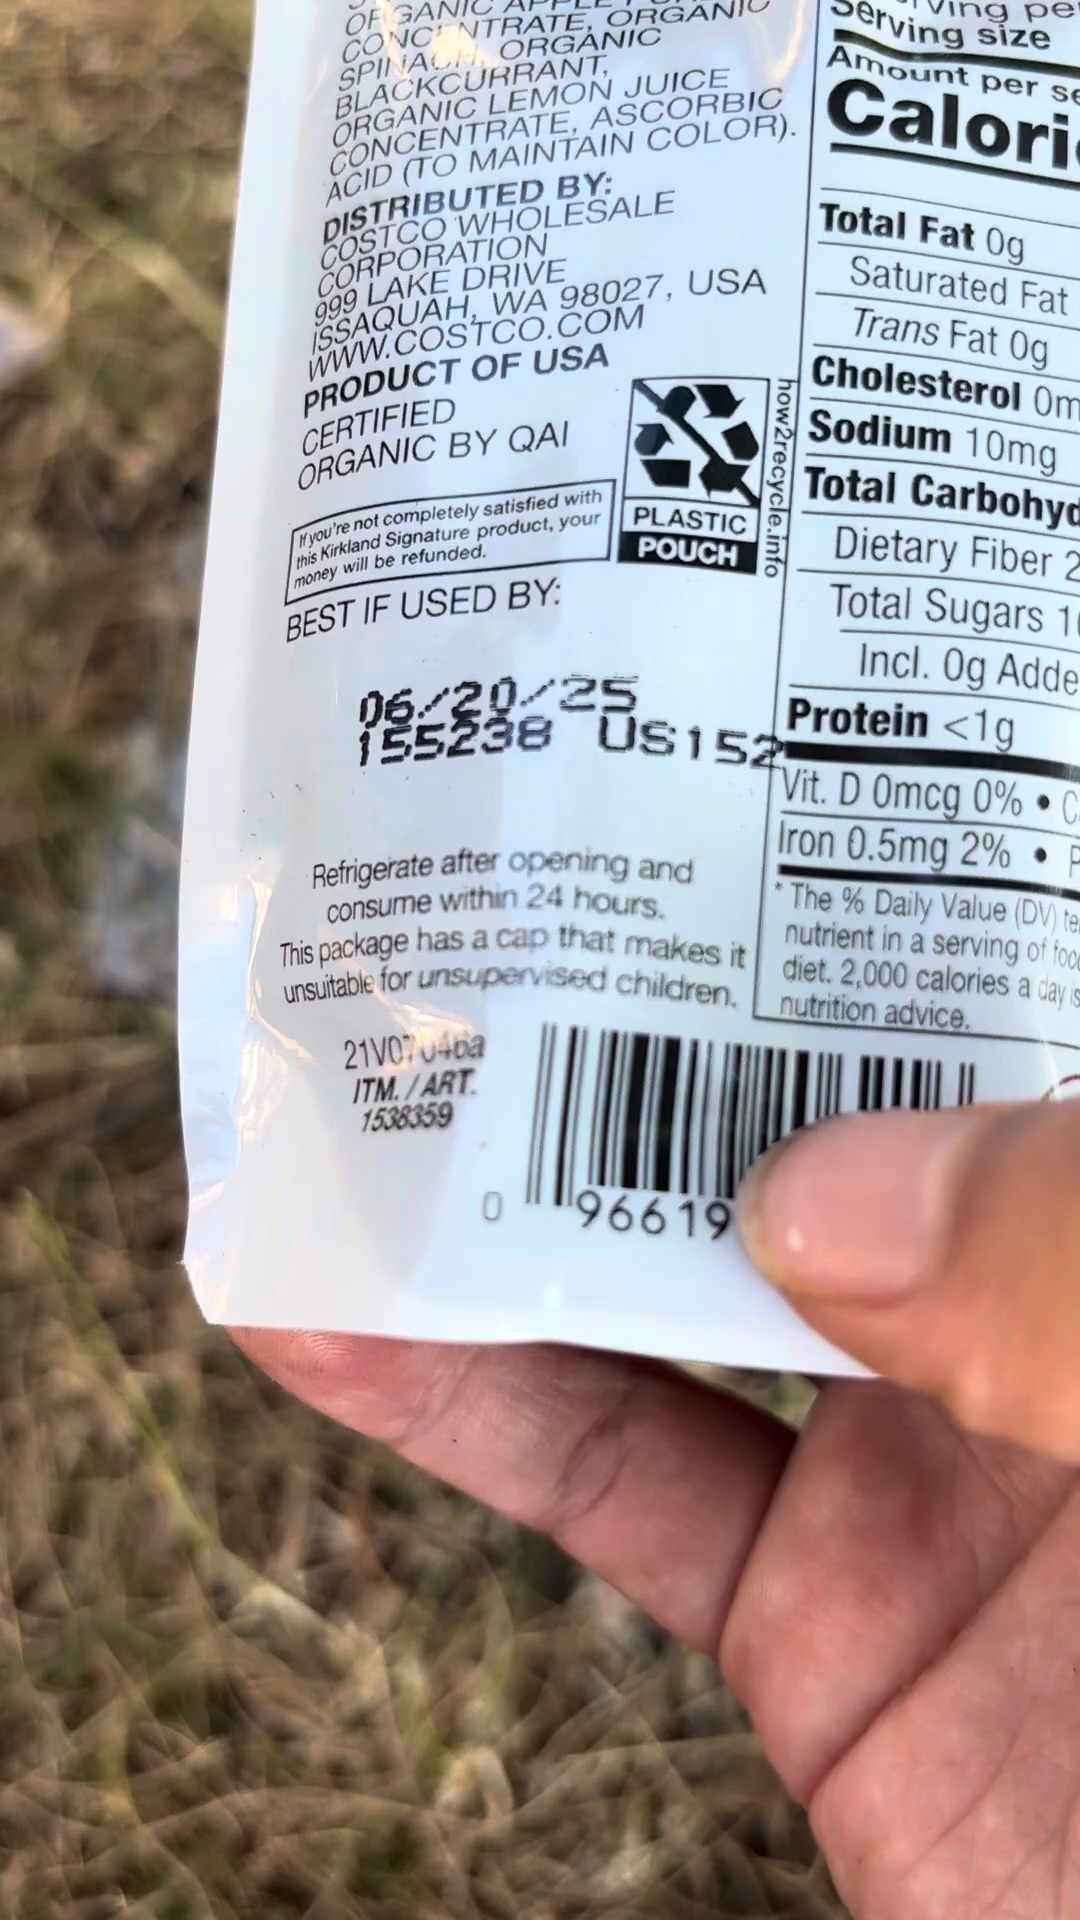 ORGANIC
CONCENTRATE, ORGANIC
SPINACH, ORGANIC
BLACKCURRANT,
ORGANIC LEMON JUICE
CONCENTRATE, ASCORBIC
ACID (TO MAINTAIN COLOR).
DISTRIBUTED BY:
COSTCO WHOLESALE
CORPORATION
999 LAKE DRIVE
ISSAQUAH, WA 98027, USA
WWW.COSTCO.COM
PRODUCT OF USA
CERTIFIED
ORGANIC BY QAI
If you're not completely satisfied with
this Kirkland Signature product, your
money will be refunded.
PLASTIC
POUCH
how2recycle.info
BEST IF USED BY:
06/20/25
155238 US152
Refrigerate after opening and
consume within 24 hours.
This package has a cap that makes it
unsuitable for unsupervised children.
21V07046a
ITM. / ART.
1538359
0 96619
Serving size
Amount per
Calori
Total Fat 0g
Saturated Fat
Trans Fat 0g
Cholesterol 0m
Sodium 10mg
Total Carbohyd
Dietary Fiber 2
Total Sugars 1
Incl. 0g Adde
Protein <1g
Vit. D 0mcg 0% •
Iron 0.5mg 2% •
* The % Daily Value (DV) te
nutrient in a serving of foo
diet. 2,000 calories a day is
nutrition advice.